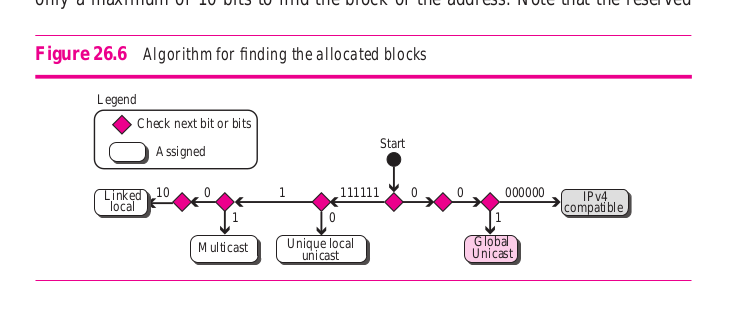 only a maximum of 10 bits to find the block of the address. Note that the reserved
Figure 26.6 Algorithm for finding the allocated blocks
Legend
Check next bit or bits
Assigned
Start
Linked
local
10
0
1
111111
0
0
000000
IPv4
compatible
1
0
1
Multicast
Unique local
unicast
Global
Unicast